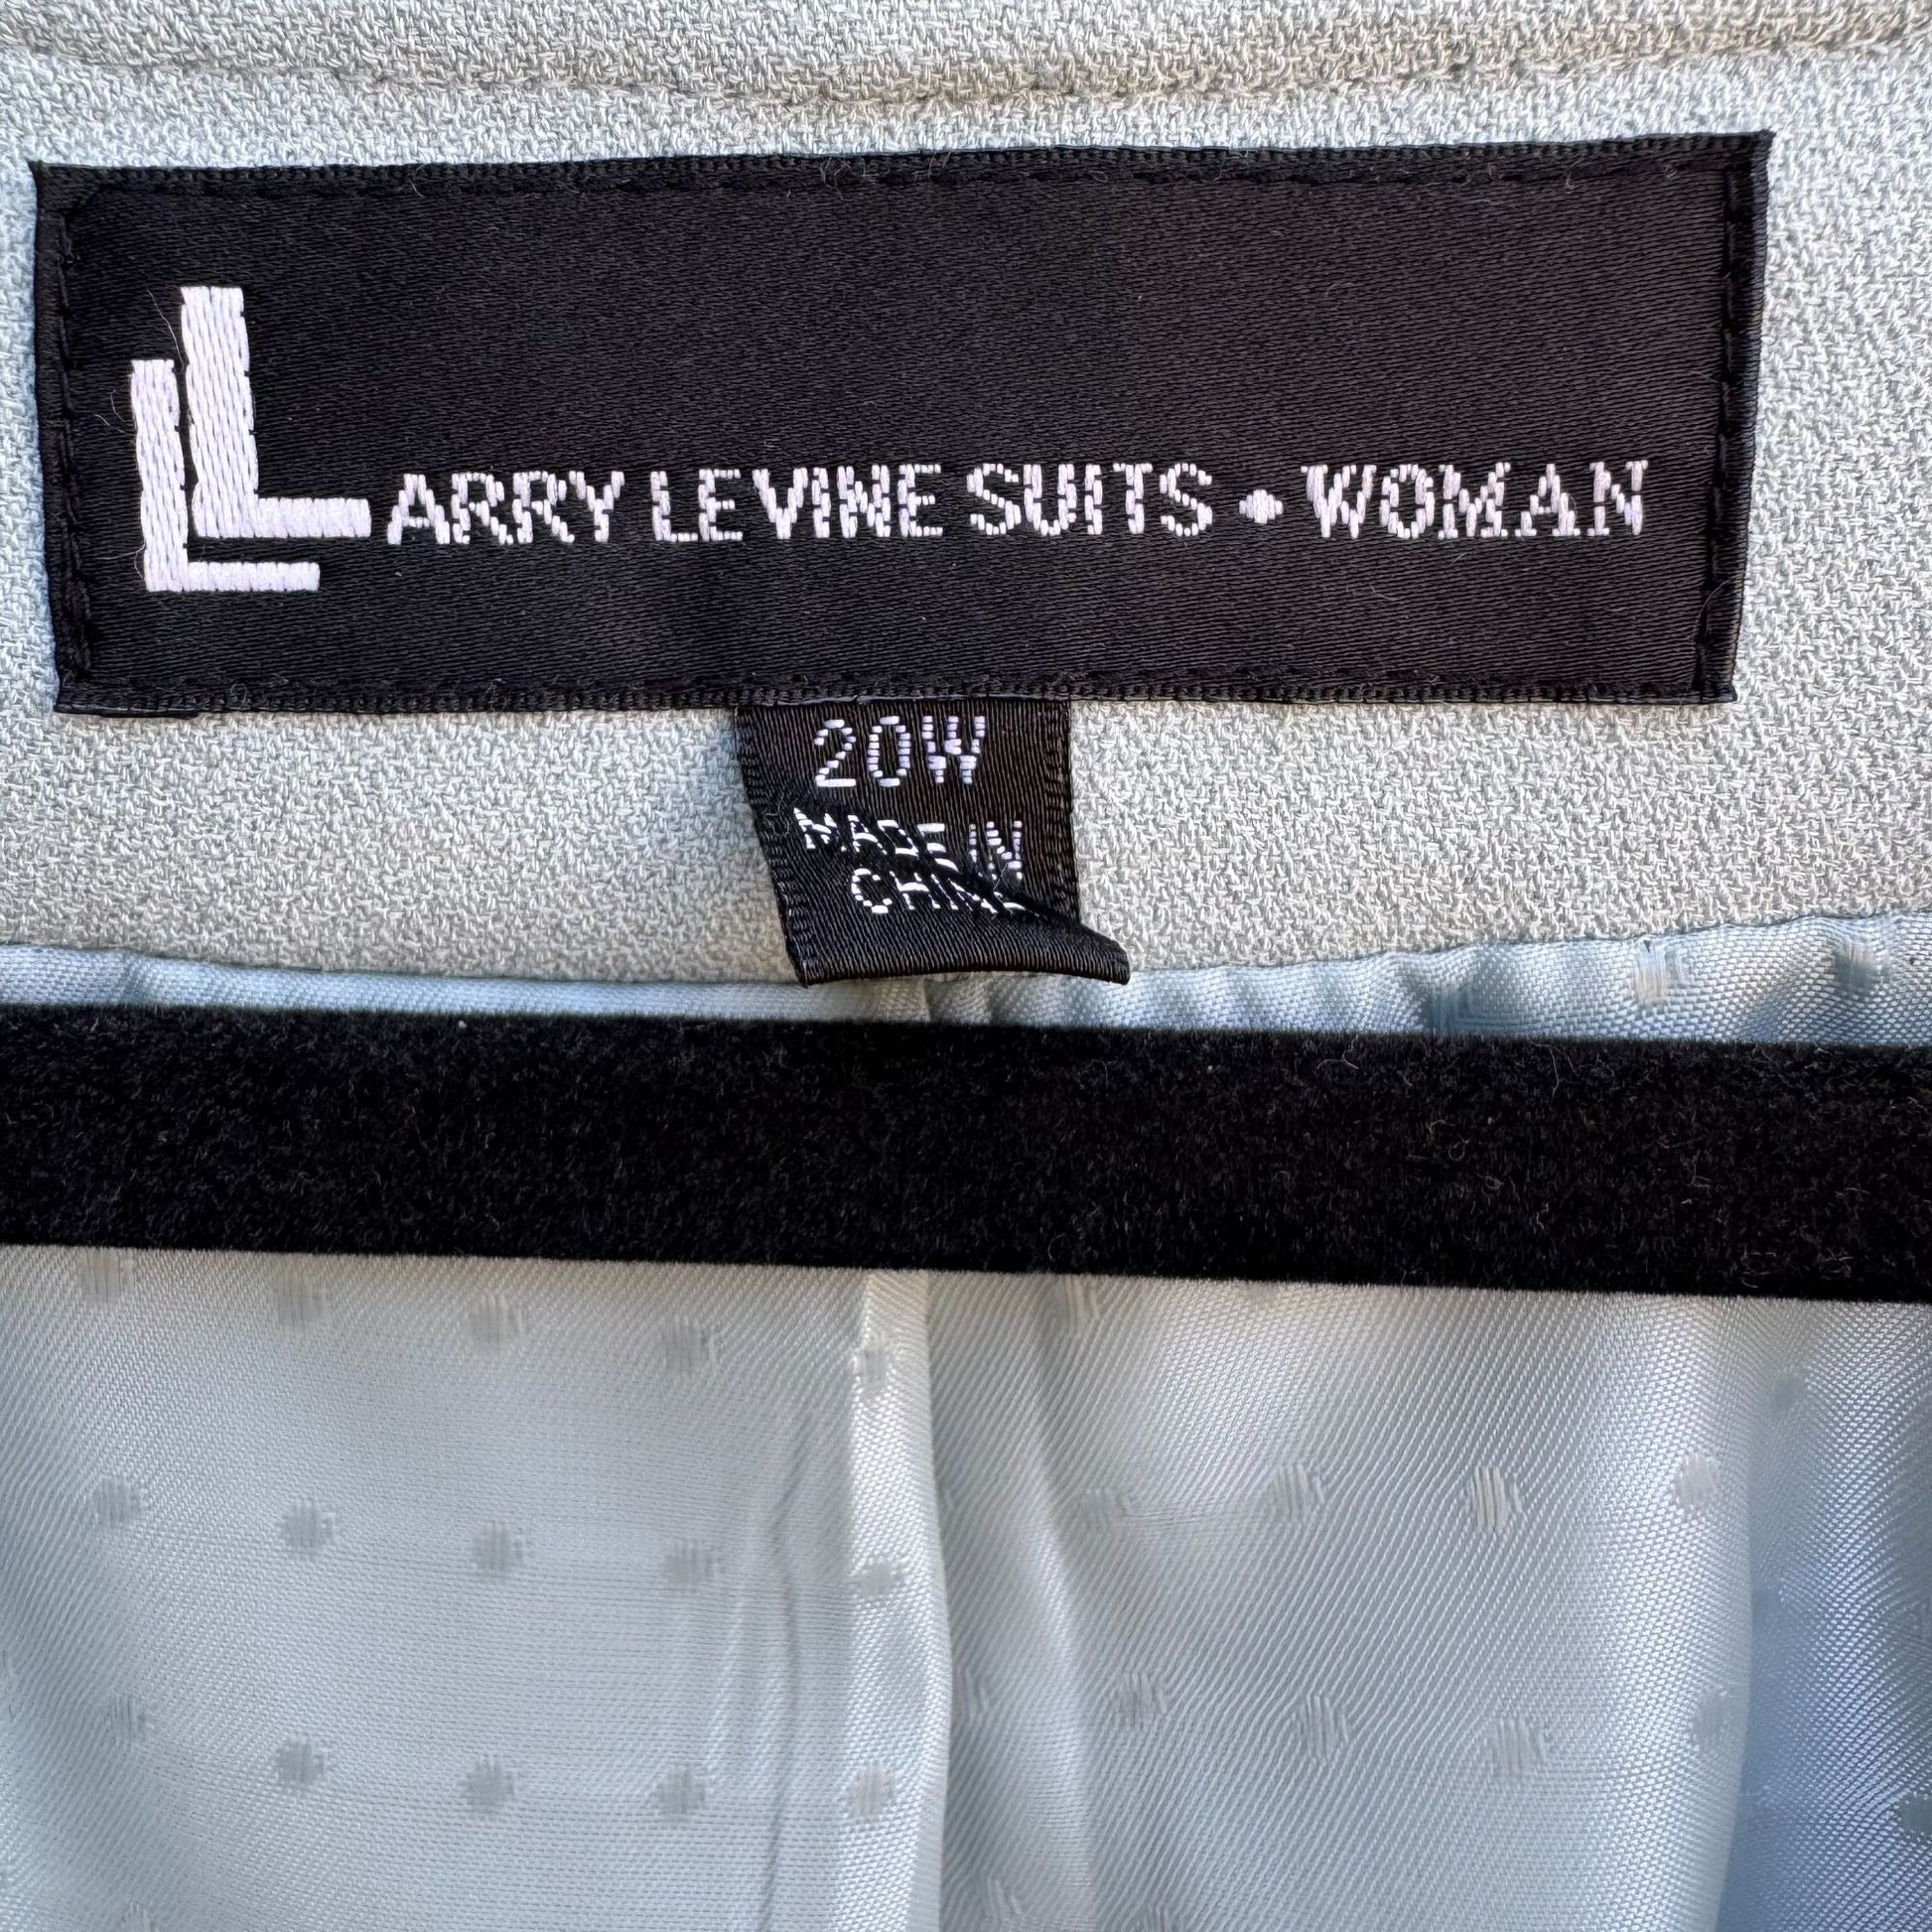 LARRY LEVINE SUITS • WOMAN
20W
MADE IN
CHINA